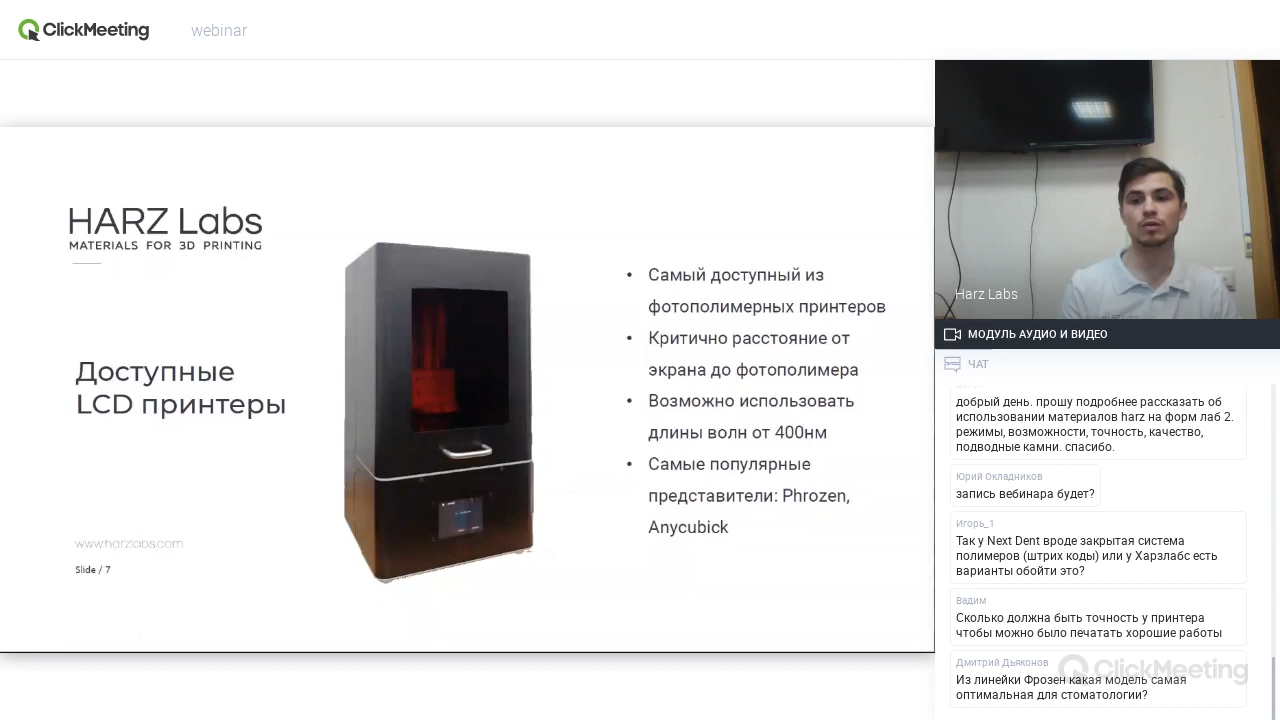 ClickMeeting
webinar
HARZ Labs
MATERIALS FOR 3D PRINTING
Доступные
LCD принтеры
www.harzlabs.com
Slide / 7
• Самый доступный из
фотополимерных принтеров
• Критично расстояние от
экрана до фотополимера
• Возможно использовать
длины волн от 400нм
• Самые популярные
представители: Phrozen,
Anycubick
Harz Labs
МОДУЛЬ АУДИО И ВИДЕО
ЧАТ
добрый день. прошу подробнее рассказать об
использовании материалов harz на форм лаб 2.
режимы, возможности, точность, качество,
подводные камни. спасибо.
Юрий Окладников
запись вебинара будет?
Игорь_1
Так у Next Dent вроде закрытая система
полимеров (штрих коды) или у Харзлабс есть
варианты обойти это?
Вадим
Сколько должна быть точность у принтера
чтобы можно было печатать хорошие работы
Дмитрий Дьяконов
Из линейки Фрозен какая модель самая
оптимальная для стоматологии?
ClickMeeting